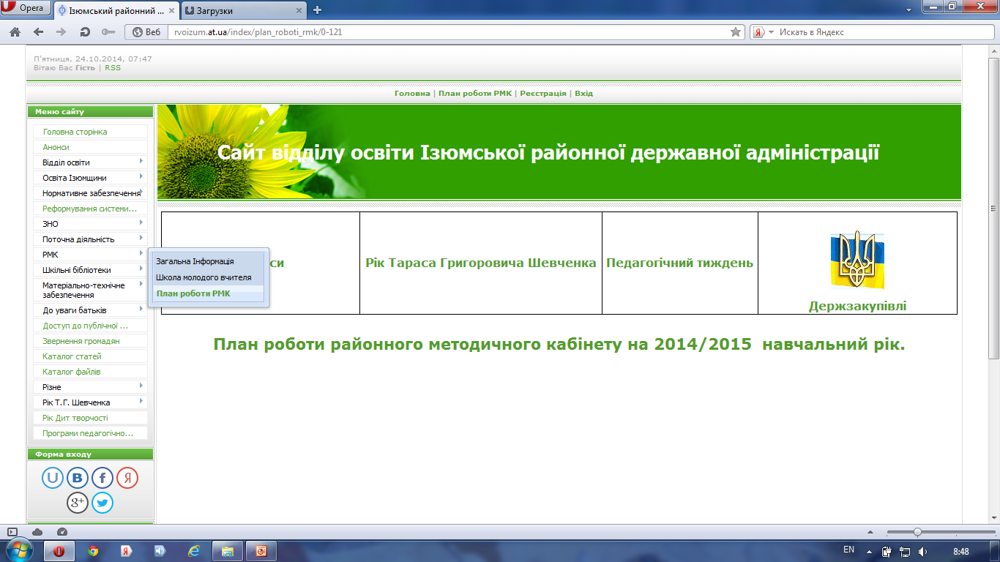 Opera
Ізюмський районний ...
Загрузки
Веб
rvoizum.at.ua/index/plan_roboti_rmk/0-121
Искать в Яндекс
П'ятниця, 24.10.2014, 07:47
Вітаю Вас Гість | RSS
Головна | План роботи РМК | Реєстрація | Вхід
Меню сайту
Головна сторінка
Анонси
Відділ освіти
Освіта Ізюмщини
Нормативне забезпечення
Реформування системи...
ЗНО
Поточна діяльність
РМК
Шкільні бібліотеки
Матеріально-технічне
забезпечення
До уваги батьків
Доступ до публічної ...
Звернення громадян
Каталог статей
Каталог файлів
Різне
Рік Т.Г. Шевченка
Рік Дит творчості
Програми педагогічно...
Загальна Інформація
Школа молодого вчителя
План роботи РМК
Форма входу
Сайт відділу освіти Ізюмської районної державної адміністрації
си
Рік Тараса Григоровича Шевченка
Педагогічний тиждень
Держзакупівлі
План роботи районного методичного кабінету на 2014/2015 навчальний рік.
EN
8:48